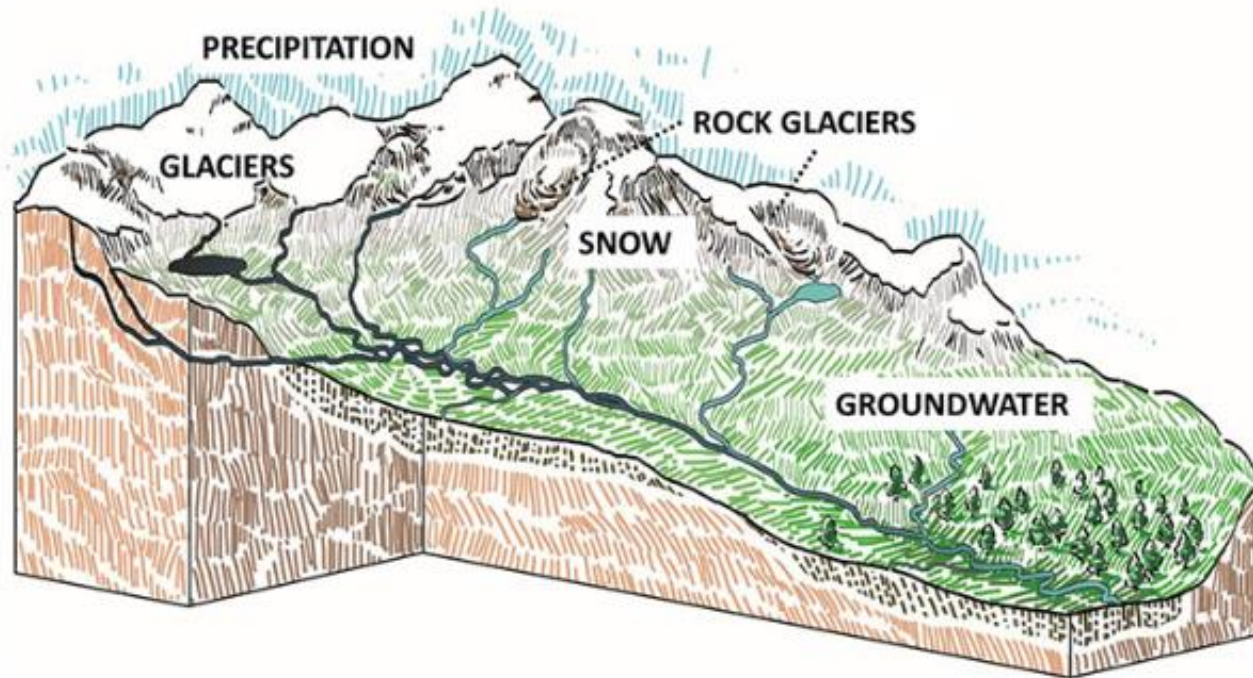 PRECIPITATION
ROCK GLACIERS
GLACIERS
SNOW
GROUNDWATER